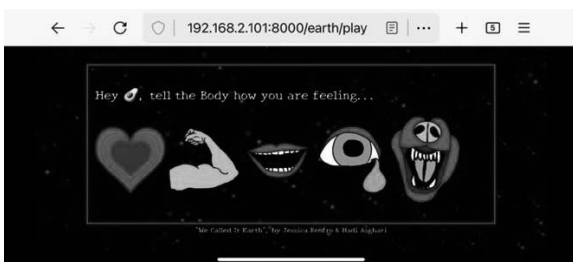 192.168.2.101:8000/earth/play
5
Hey 🥑, tell the Body how you are feeling...
"We Called It Earth", by Jessica Renfro & Hadi Asghari